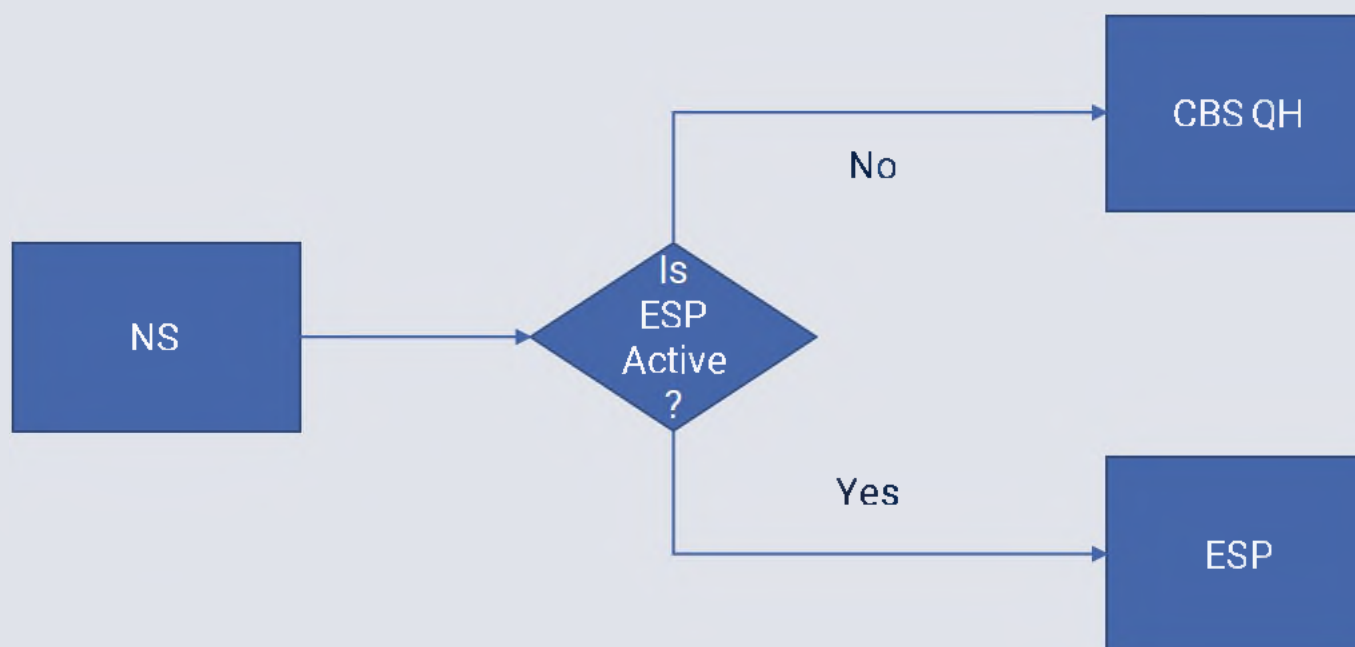 CBS QH
No
NS
Is
ESP
Active
?
Yes
ESP